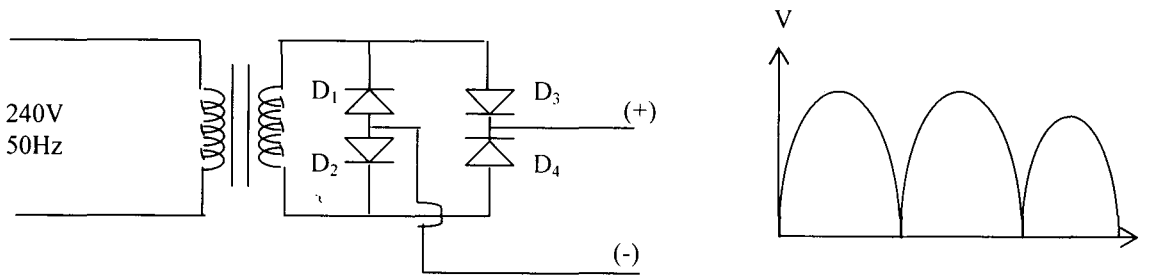 V
D₁
D₃
240V
(+)
50Hz
D₂
D₄
(-)